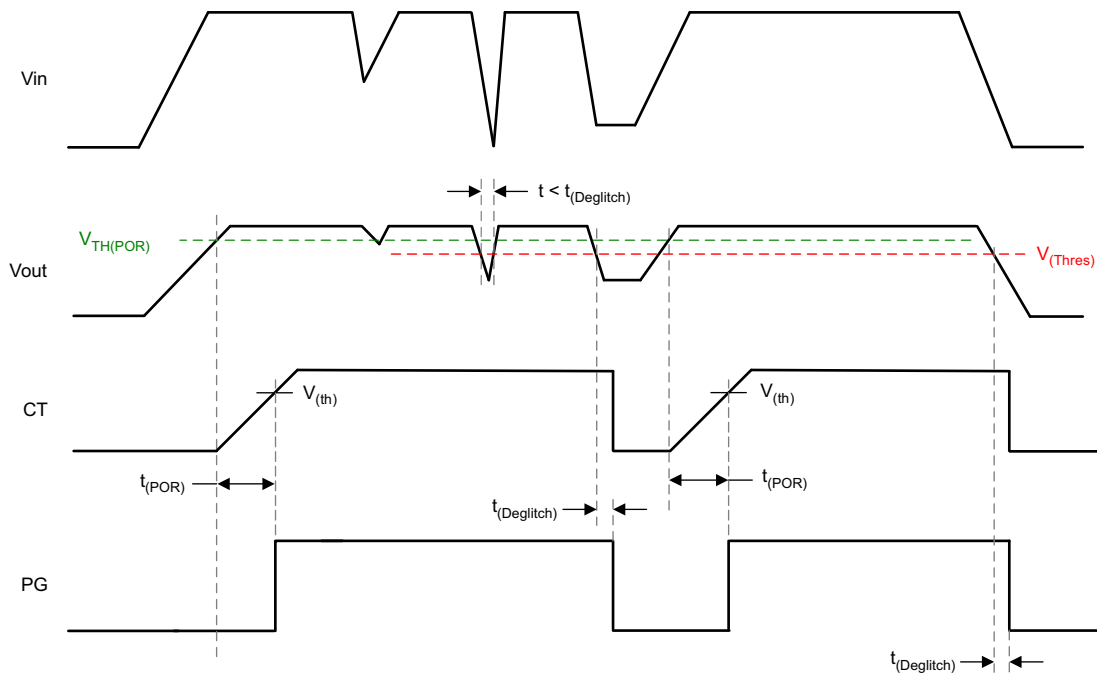 Vin
t < t(Deglitch)
VTH(POR)
V(Thres)
Vout
V(th)
V(th)
CT
t(POR)
t(POR)
t(Deglitch)
PG
t(Deglitch)